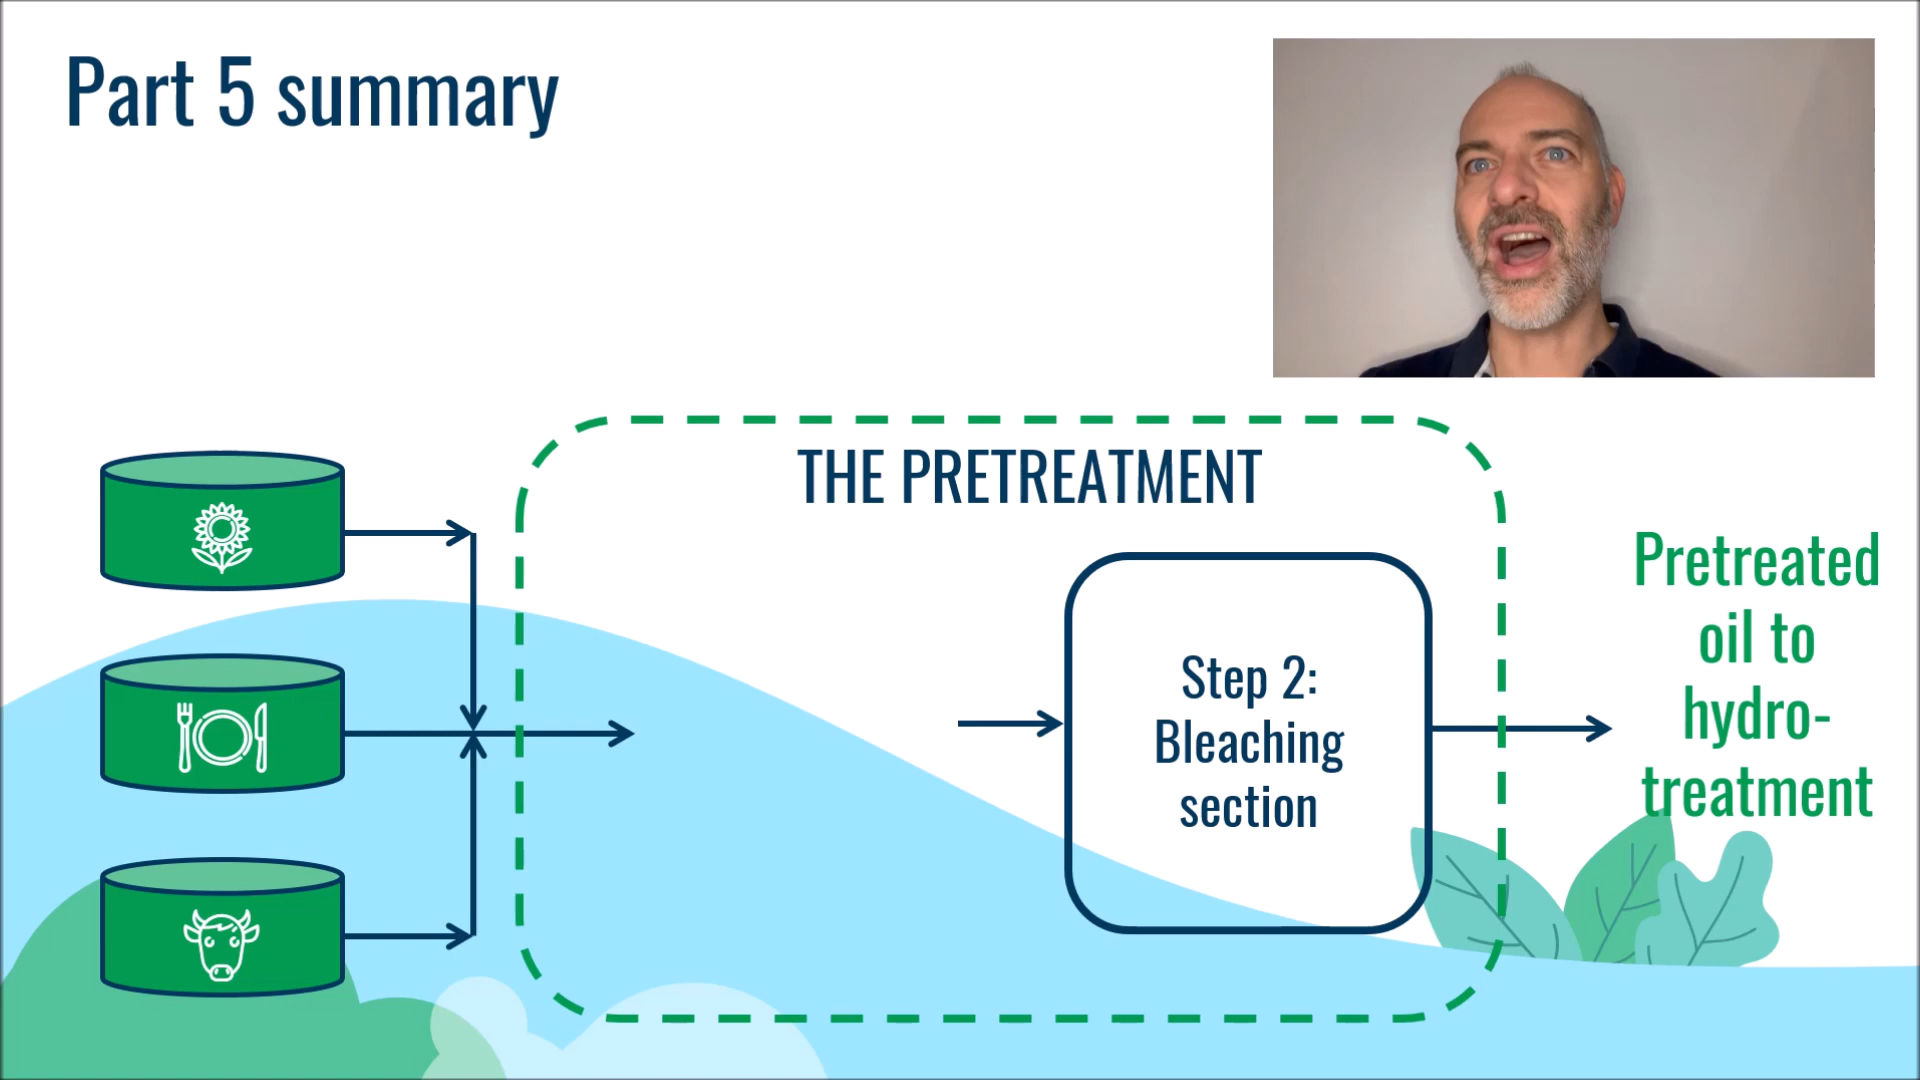 Part 5 summary
THE PRETREATMENT
Step 2:
Bleaching
section
Pretreated
oil to
hydro-
treatment